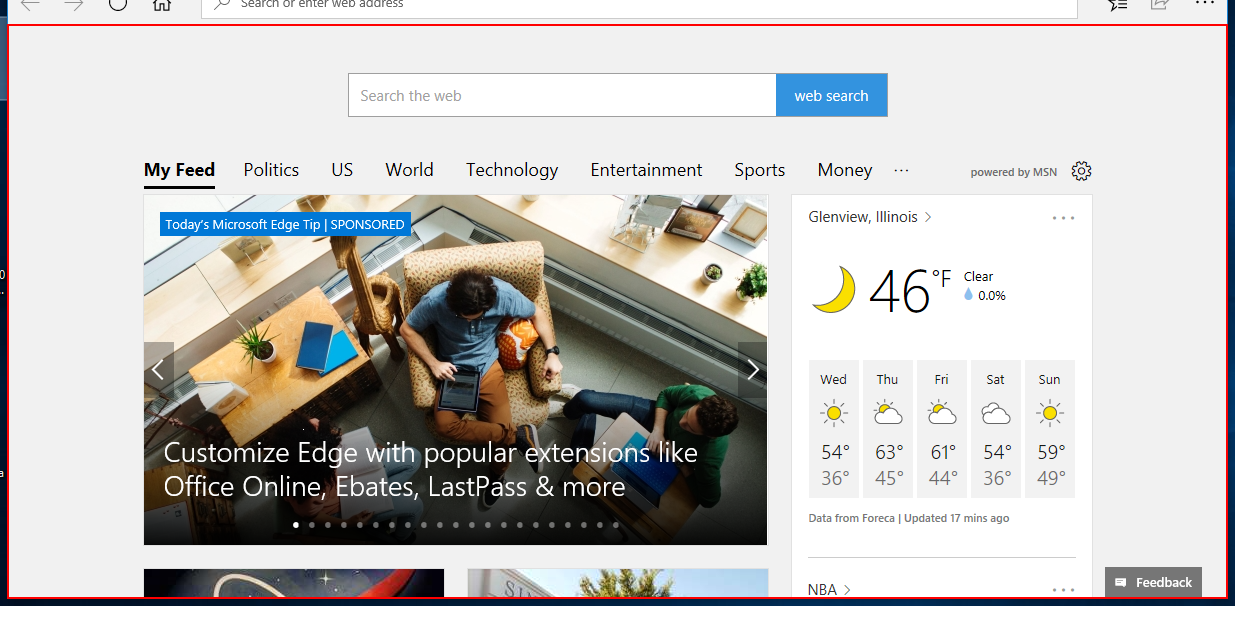 Search or enter web address
Search the web
web search
My Feed
Politics
US
World
Technology
Entertainment
Sports
Money
...
powered by MSN
Today's Microsoft Edge Tip | SPONSORED
Customize Edge with popular extensions like
Office Online, Ebates, LastPass & more
Glenview, Illinois >
46°F
Clear
0.0%
Wed Thu Fri Sat Sun
54° 63° 61° 54° 59°
36° 45° 44° 36° 49°
Data from Foreca | Updated 17 mins ago
NBA >
Feedback